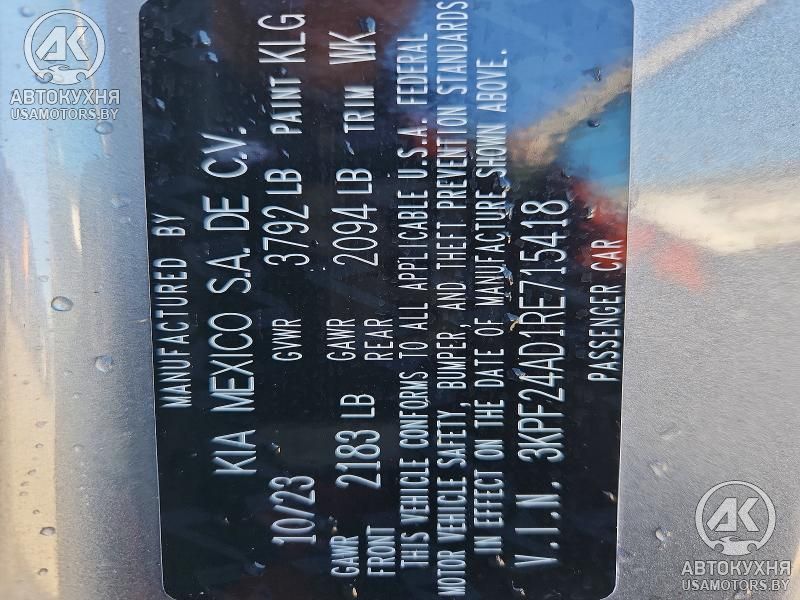 MANUFACTURED BY
KIA MEXICO S.A. DE C.V.
10/23 GVWR 3792 LB PAINT KLG
GAWR FRONT 2183 LB GAWR REAR 2094 LB TRIM WK
THIS VEHICLE CONFORMS TO ALL APPLICABLE U.S.A. FEDERAL
MOTOR VEHICLE SAFETY, BUMPER, AND THEFT PREVENTION STANDARDS
IN EFFECT ON THE DATE OF MANUFACTURE SHOWN ABOVE.
V.I.N. 3KPF24AD1RE715418
PASSENGER CAR
АК
АВТОКУХНЯ
USAMOTORS.BY
АК
АВТОКУХНЯ
USAMOTORS.BY